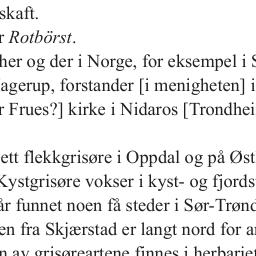 skaft.
r Rotbörst.
her og der i Norge, for eksempel i S
agerup, forstander [i menigheten] i
r Frues?] kirke i Nidaros [Trondhei
ett flekkgrisøre i Oppdal og på Øst
Kystgrisøre vokser i kyst- og fjords
år funnet noen få steder i Sør-Trønd
en fra Skjærstad er langt nord for a
n av grisøreartene finnes i herbariet